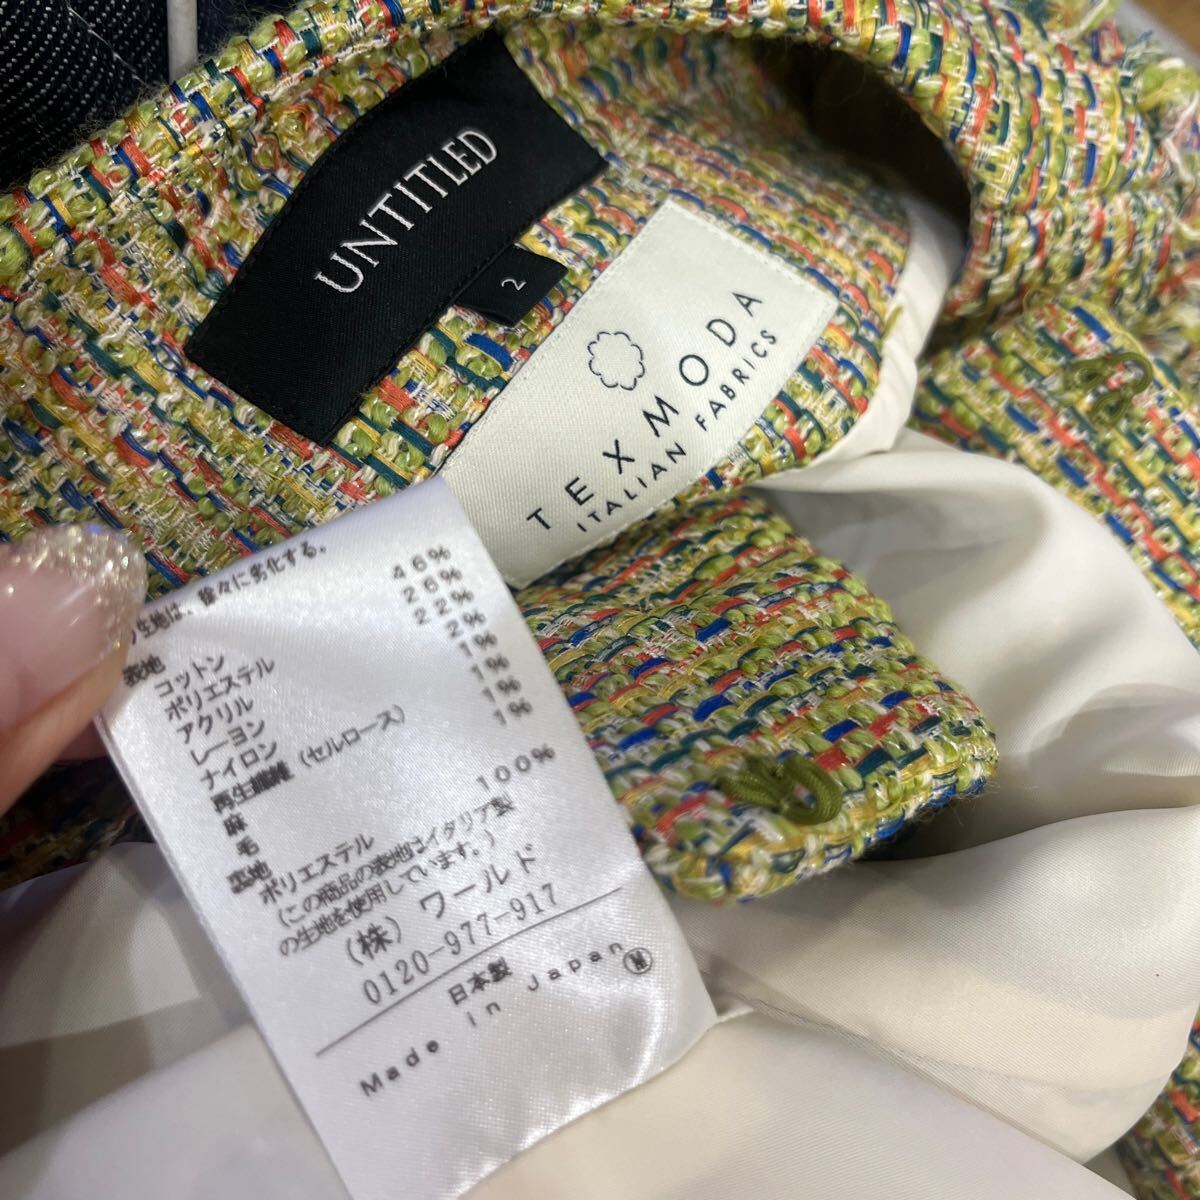 UNTITLED
2
TEXMODA
ITALIAN FABRICS
の生地は、徐々に劣化する。
表地
コットン 46%
ポリエステル 26%
アクリル 22%
レーヨン 2%
ナイロン 1%
再生繊維(セルロース) 1%
麻 1%
毛 1%
裏地
ポリエステル 100%
(この商品の表地はイタリア製
の生地を使用しています。)
(株)ワールド
0120-977-917
日本製
Made in Japan